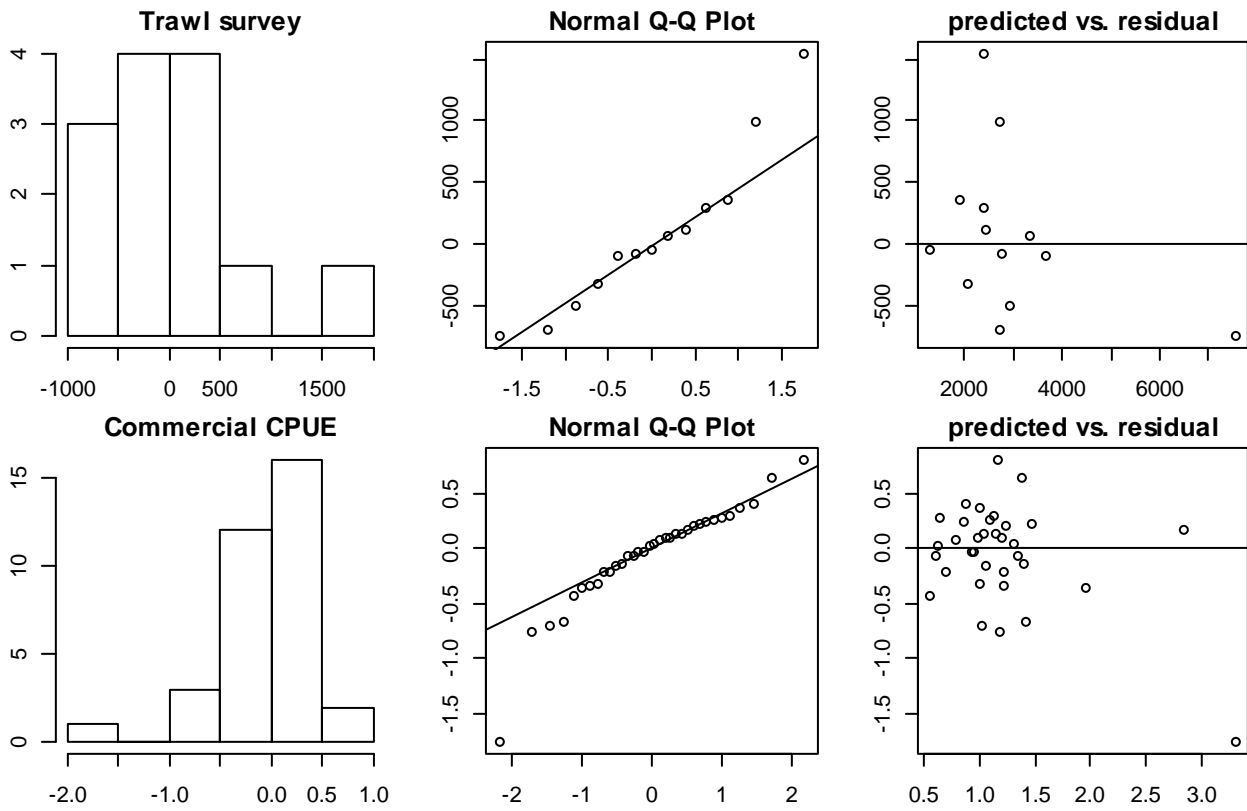 Trawl survey
Normal Q-Q Plot
predicted vs. residual
4
3
2
1
0
-1000 0 500 1500
1000
500
0
-500
-1.5 -0.5 0.5 1.5
1000
500
0
-500
2000 4000 6000
Commercial CPUE
Normal Q-Q Plot
predicted vs. residual
15
10
5
0
-2.0 -1.0 0.0 0.5 1.0
0.5
0.0
-0.5
-1.0
-1.5
-2 -1 0 1 2
0.5
0.0
-0.5
-1.0
-1.5
0.5 1.0 1.5 2.0 2.5 3.0